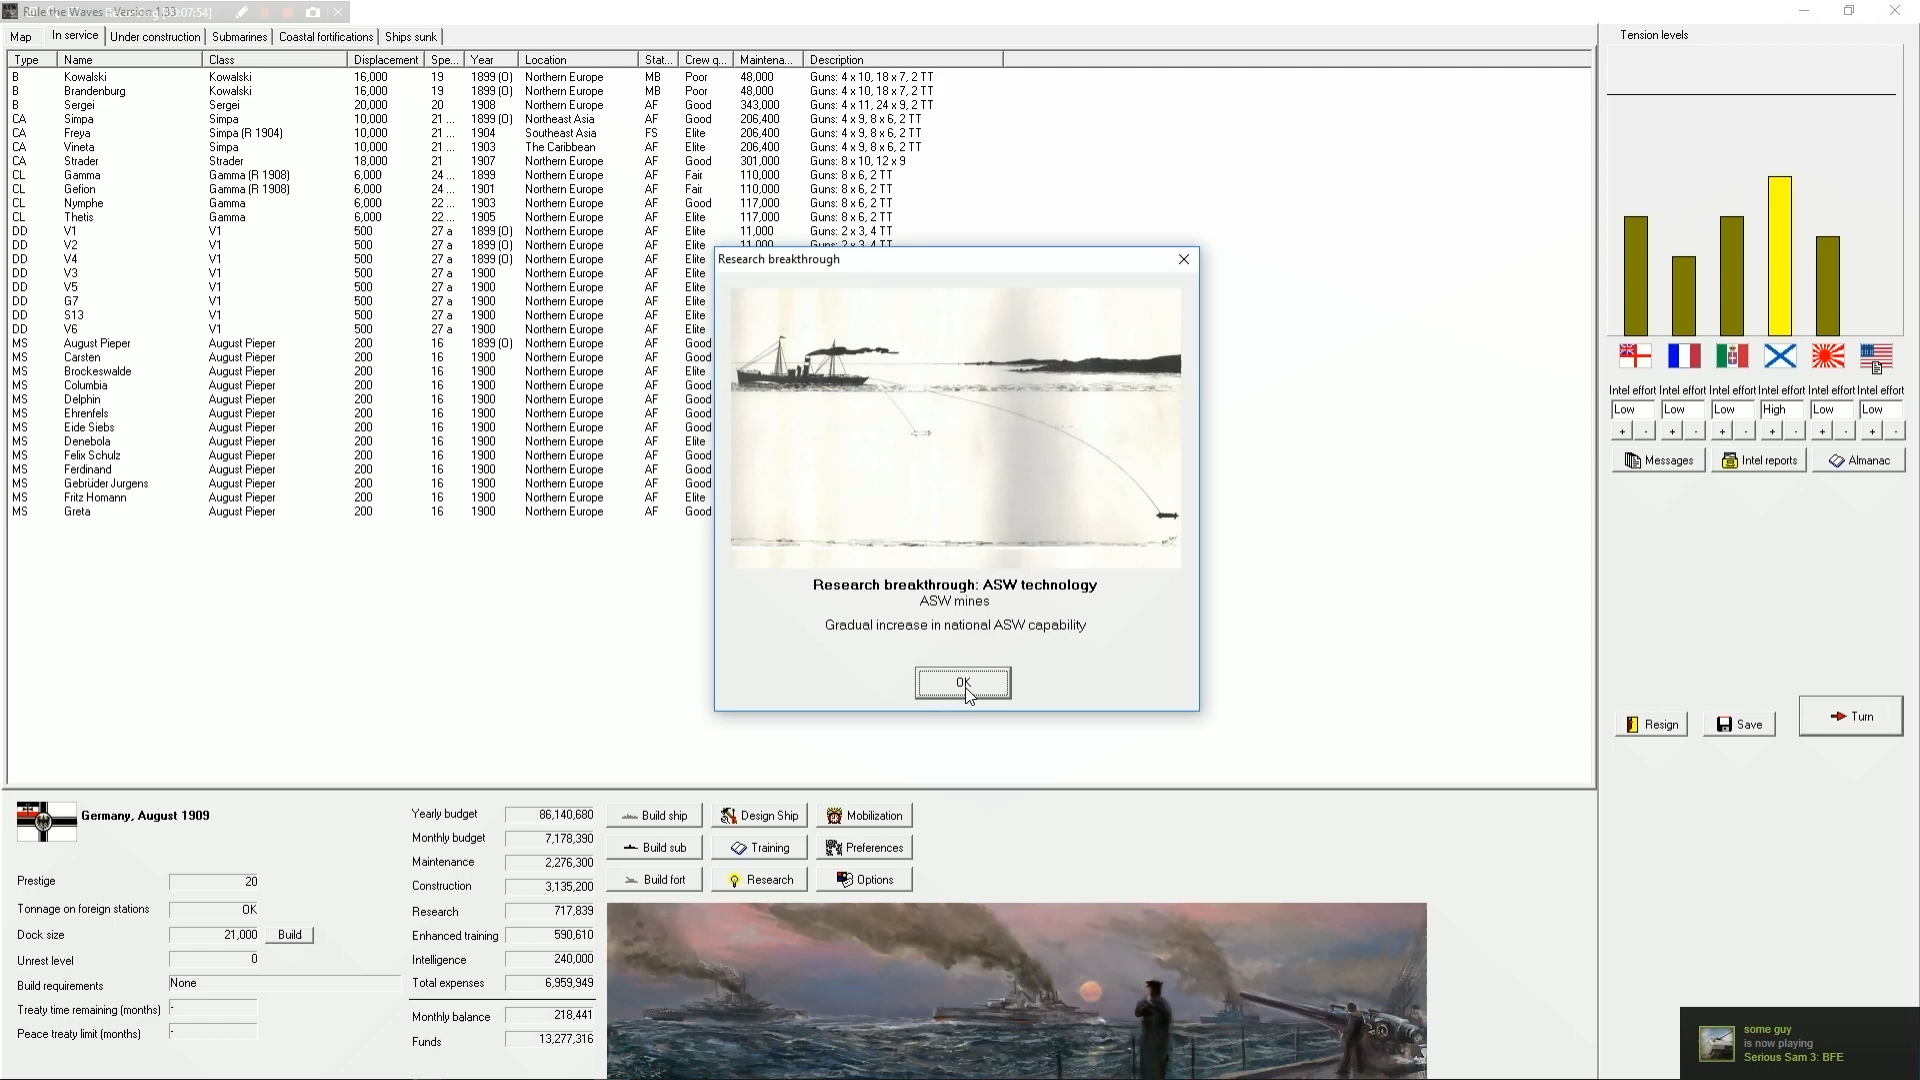 Rule the Waves - Version 1.33
[00:07:54]
Map In service Under construction Submarines Coastal fortifications Ships sunk
Type Name Class Displacement Spe... Year Location Stat... Crew q... Maintena... Description
B Kowalski Kowalski 16,000 19 1899 (O) Northern Europe MB Poor 48,000 Guns: 4 x 10, 18 x 7, 2 TT
B Brandenburg Kowalski 16,000 19 1899 (O) Northern Europe MB Poor 48,000 Guns: 4 x 10, 18 x 7, 2 TT
B Sergei Sergei 20,000 20 1908 Northern Europe AF Good 343,000 Guns: 4 x 11, 24 x 9, 2 TT
CA Simpa Simpa 10,000 21 ... 1899 (O) Northeast Asia AF Good 206,400 Guns: 4 x 9, 8 x 6, 2 TT
CA Freya Simpa (R 1904) 10,000 21 ... 1904 Southeast Asia FS Elite 206,400 Guns: 4 x 9, 8 x 6, 2 TT
CA Vineta Simpa 10,000 21 ... 1903 The Caribbean AF Elite 206,400 Guns: 4 x 9, 8 x 6, 2 TT
CA Strader Strader 18,000 21 1907 Northern Europe AF Good 301,000 Guns: 8 x 10, 12 x 9
CL Gamma Gamma (R 1908) 6,000 24 ... 1899 Northern Europe AF Fair 110,000 Guns: 8 x 6, 2 TT
CL Gefion Gamma (R 1908) 6,000 24 ... 1901 Northern Europe AF Fair 110,000 Guns: 8 x 6, 2 TT
CL Nymphe Gamma 6,000 22 ... 1903 Northern Europe AF Good 117,000 Guns: 8 x 6, 2 TT
CL Thetis Gamma 6,000 22 ... 1905 Northern Europe AF Elite 117,000 Guns: 8 x 6, 2 TT
DD V1 V1 500 27 a 1899 (O) Northern Europe AF Elite 11,000 Guns: 2 x 3, 4 TT
DD V2 V1 500 27 a 1899 (O) Northern Europe AF Elite 11,000 Guns: 2 x 3, 4 TT
DD V4 V1 500 27 a 1899 (O) Northern Europe AF Elite
DD V3 V1 500 27 a 1900 Northern Europe AF Elite
DD V5 V1 500 27 a 1900 Northern Europe AF Elite
DD G7 V1 500 27 a 1900 Northern Europe AF Elite
DD S13 V1 500 27 a 1900 Northern Europe AF Elite
DD V6 V1 500 27 a 1900 Northern Europe AF Elite
MS August Pieper August Pieper 200 16 1899 (O) Northern Europe AF Good
MS Carsten August Pieper 200 16 1900 Northern Europe AF Good
MS Brockeswalde August Pieper 200 16 1900 Northern Europe AF Elite
MS Columbia August Pieper 200 16 1900 Northern Europe AF Good
MS Delphin August Pieper 200 16 1900 Northern Europe AF Good
MS Ehrenfels August Pieper 200 16 1900 Northern Europe AF Good
MS Eide Siebs August Pieper 200 16 1900 Northern Europe AF Good
MS Denebola August Pieper 200 16 1900 Northern Europe AF Elite
MS Felix Schulz August Pieper 200 16 1900 Northern Europe AF Good
MS Ferdinand August Pieper 200 16 1900 Northern Europe AF Good
MS Gebrüder Jurgens August Pieper 200 16 1900 Northern Europe AF Good
MS Fritz Homann August Pieper 200 16 1900 Northern Europe AF Elite
MS Greta August Pieper 200 16 1900 Northern Europe AF Good
Research breakthrough
Research breakthrough: ASW technology
ASW mines
Gradual increase in national ASW capability
OK
Tension levels
Intel effort Intel effort Intel effort Intel effort Intel effort Intel effort
Low Low Low High Low Low
+ - + - + - + - + - + -
Messages Intel reports Almanac
Resign Save Turn
Germany, August 1909
Prestige 20
Tonnage on foreign stations OK
Dock size 21,000 Build
Unrest level 0
Build requirements None
Treaty time remaining (months) -
Peace treaty limit (months) -
Yearly budget 86,140,680
Monthly budget 7,178,390
Maintenance 2,276,300
Construction 3,135,200
Research 717,839
Enhanced training 590,610
Intelligence 240,000
Total expenses 6,959,949
Monthly balance 218,441
Funds 13,277,316
Build ship Design Ship Mobilization
Build sub Training Preferences
Build fort Research Options
some guy
is now playing
Serious Sam 3: BFE